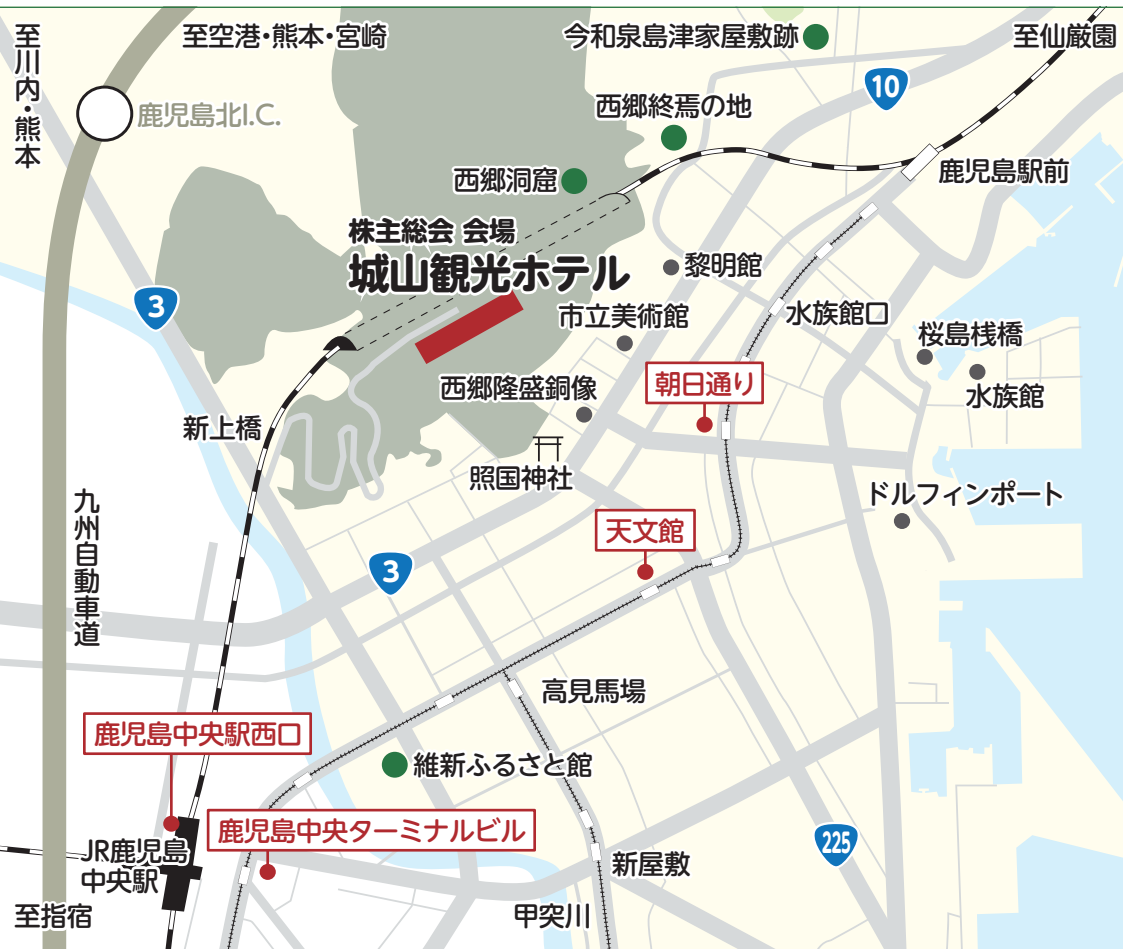 至川内・熊本
至空港・熊本・宮崎
今和泉島津家屋敷跡
至仙厳園
10
鹿児島北I.C.
西郷終焉の地
西郷洞窟
鹿児島駅前
株主総会 会場
城山観光ホテル
黎明館
3
市立美術館
水族館口
桜島桟橋
水族館
朝日通り
西郷隆盛銅像
新上橋
照国神社
ドルフィンポート
九州自動車道
天文館
3
高見馬場
鹿児島中央駅西口
維新ふるさと館
鹿児島中央ターミナルビル
225
JR鹿児島
中央駅
新屋敷
至指宿
甲突川